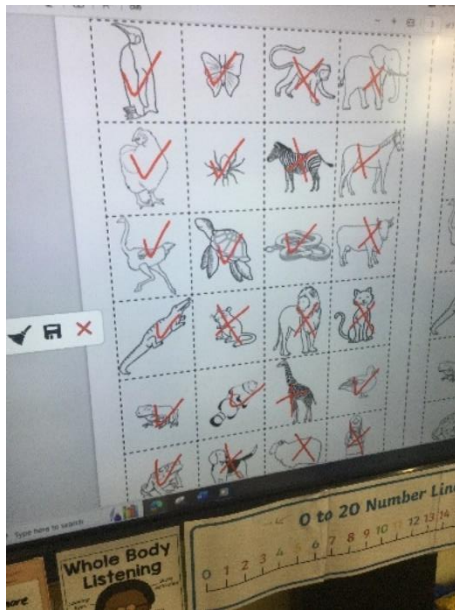 Type here to search
O to 20 Number Line
0 1 2 3 4 5 6 7 8 9 10 11 12 13 14
Whole Body
Listening